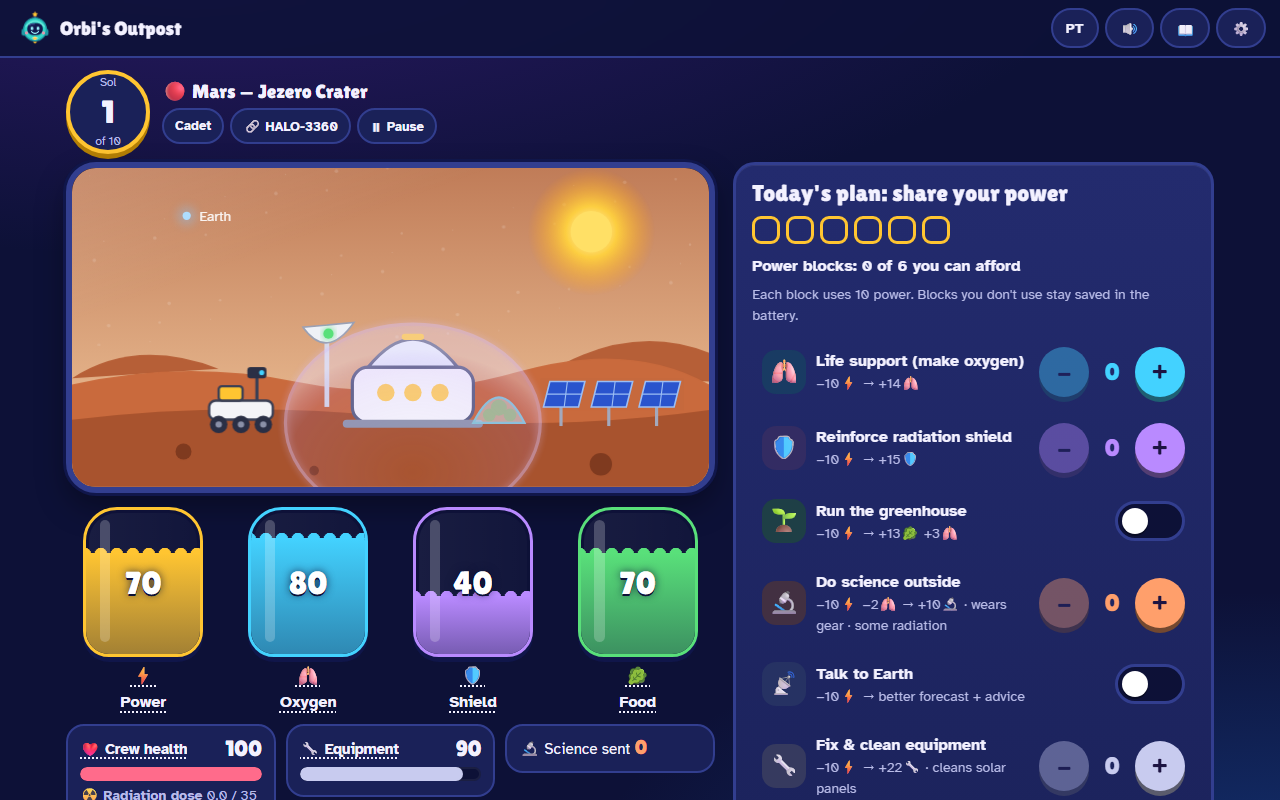 Orbi's Outpost
PT
Sol
1
of 10
Mars — Jezero Crater
Cadet
HALO-3360
Pause
Earth
70
80
40
70
Power
Oxygen
Shield
Food
Crew health 100
Radiation dose 0.0 / 35
Equipment 90
Science sent 0
Today's plan: share your power
Power blocks: 0 of 6 you can afford
Each block uses 10 power. Blocks you don't use stay saved in the
battery.
Life support (make oxygen)
−10 ⚡ → +14 🫁
− 0 +
Reinforce radiation shield
−10 ⚡ → +15 🛡️
− 0 +
Run the greenhouse
−10 ⚡ → +13 🥬 +3 🫁
Do science outside
−10 ⚡ −2 🫁 → +10 🔬 · wears
gear · some radiation
− 0 +
Talk to Earth
−10 ⚡ → better forecast + advice
Fix & clean equipment
−10 ⚡ → +22 🔧 · cleans solar
panels
− 0 +